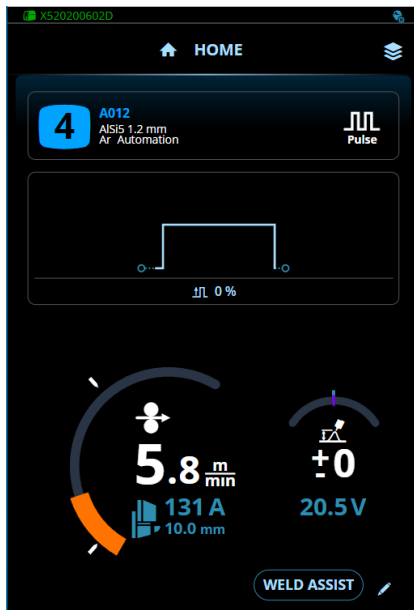 X520200602D
HOME
4
A012
AlSi5 1.2 mm
Ar Automation
Pulse
0 %
5.8 m/min
131 A
10.0 mm
±0
20.5 V
WELD ASSIST